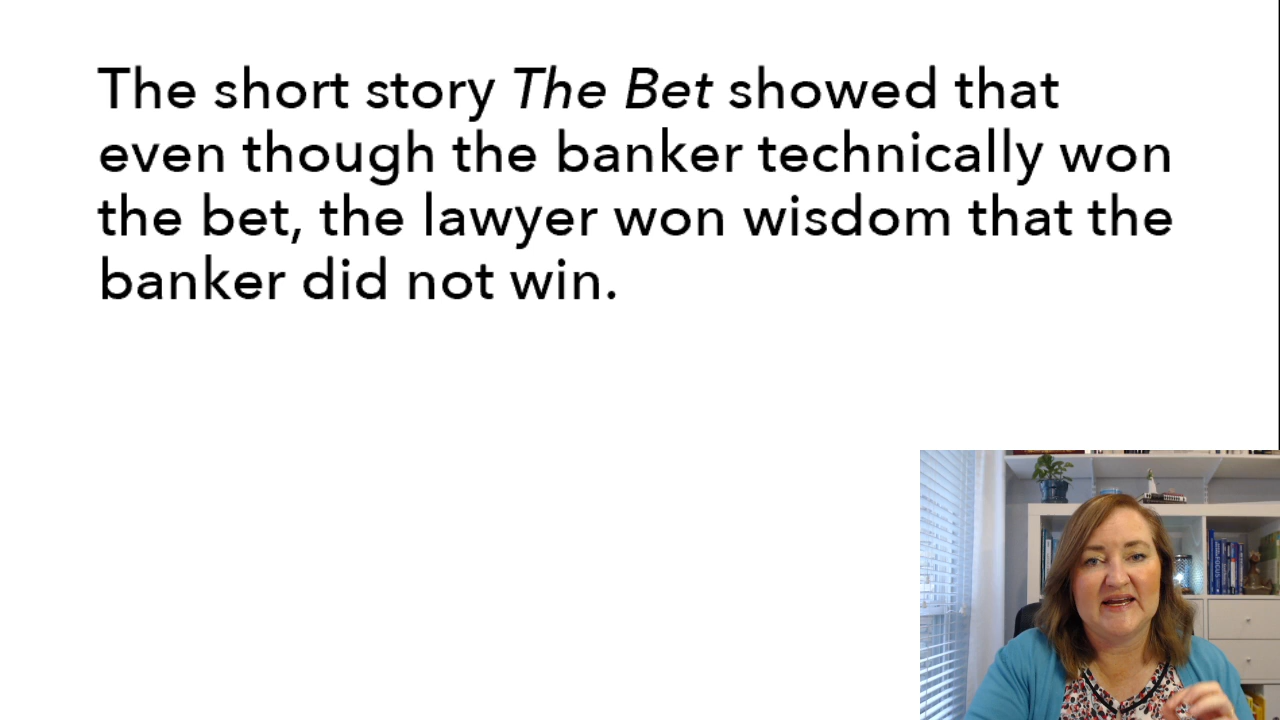 The short story The Bet showed that
even though the banker technically won
the bet, the lawyer won wisdom that the
banker did not win.